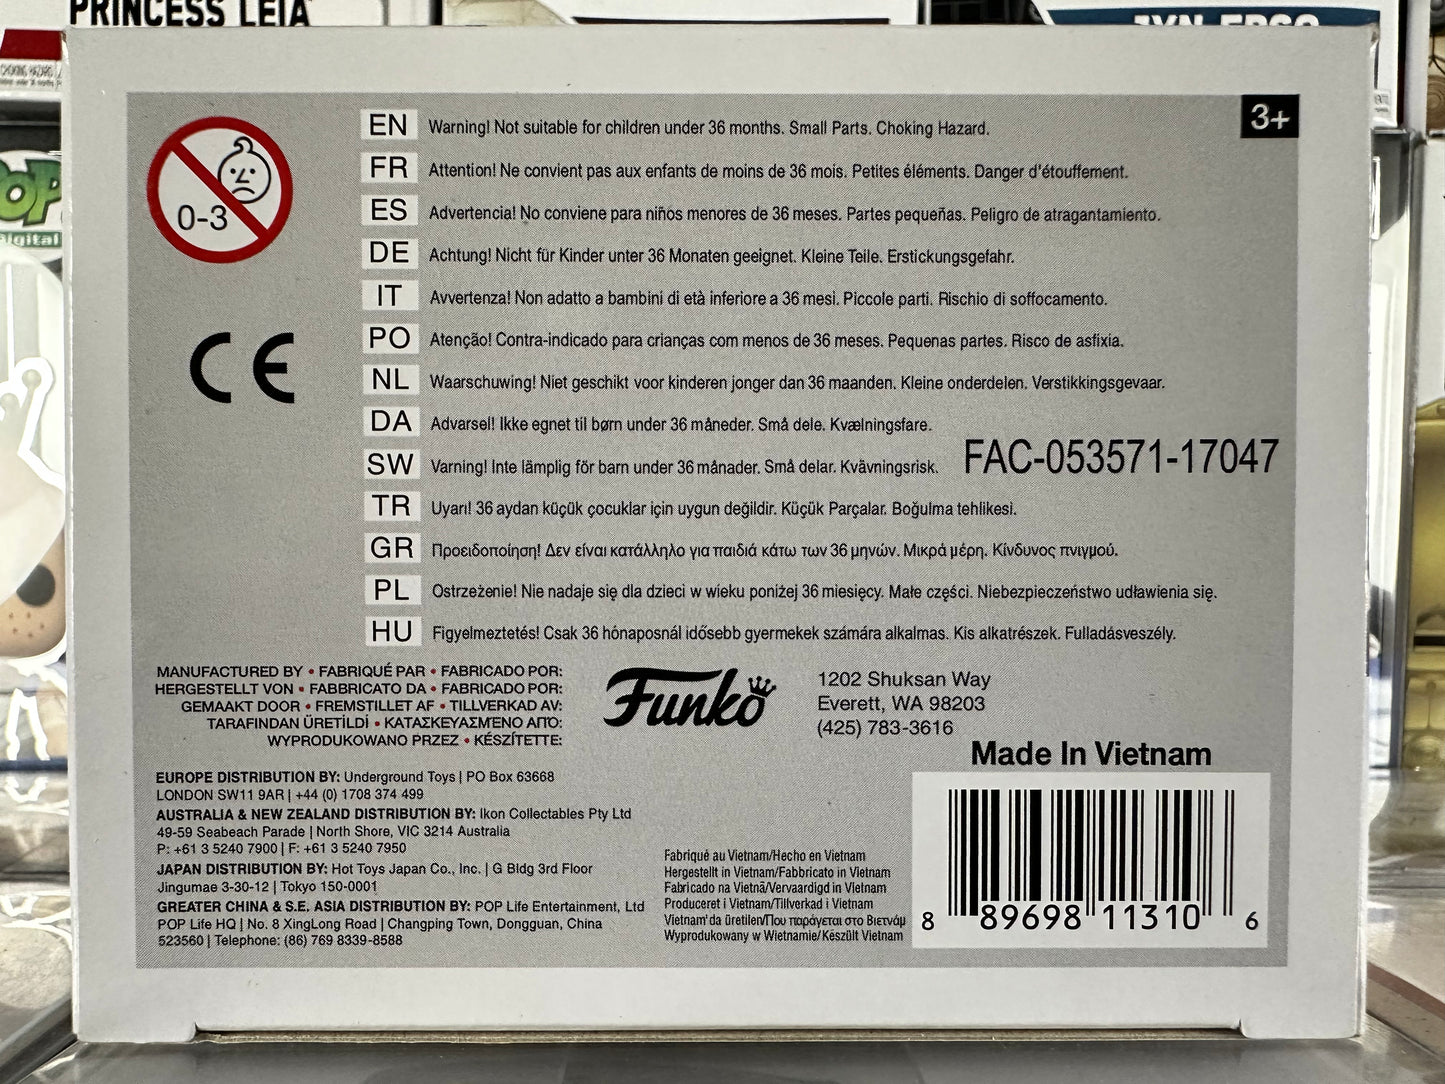 PRINCESS LEIA
JYN ERSO
CHOKING HAZARD
POP
Digital
3+
0-3
CE
EN Warning! Not suitable for children under 36 months. Small Parts. Choking Hazard.
FR Attention! Ne convient pas aux enfants de moins de 36 mois. Petites éléments. Danger d'étouffement.
ES Advertencia! No conviene para niños menores de 36 meses. Partes pequeñas. Peligro de atragantamiento.
DE Achtung! Nicht für Kinder unter 36 Monaten geeignet. Kleine Teile. Erstickungsgefahr.
IT Avvertenza! Non adatto a bambini di età inferiore a 36 mesi. Piccole parti. Rischio di soffocamento.
PO Atenção! Contra-indicado para crianças com menos de 36 meses. Pequenas partes. Risco de asfixia.
NL Waarschuwing! Niet geschikt voor kinderen jonger dan 36 maanden. Kleine onderdelen. Verstikkingsgevaar.
DA Advarsel! Ikke egnet til børn under 36 måneder. Små dele. Kvælningsfare.
SW Varning! Inte lämplig för barn under 36 månader. Små delar. Kvävningsrisk.
FAC-053571-17047
TR Uyarı! 36 aydan küçük çocuklar için uygun değildir. Küçük Parçalar. Boğulma tehlikesi.
GR Προειδοποίηση! Δεν είναι κατάλληλο για παιδιά κάτω των 36 μηνών. Μικρά μέρη. Κίνδυνος πνιγμού.
PL Ostrzeżenie! Nie nadaje się dla dzieci w wieku poniżej 36 miesięcy. Małe części. Niebezpieczeństwo udławienia się.
HU Figyelmeztetés! Csak 36 hónaposnál idősebb gyermekek számára alkalmas. Kis alkatrészek. Fulladásveszély.
MANUFACTURED BY • FABRIQUÉ PAR • FABRICADO POR:
HERGESTELLT VON • FABBRICATO DA • FABRICADO POR:
GEMAAKT DOOR • FREMSTILLET AF • TILLVERKAD AV:
TARAFINDAN ÜRETİLDİ • ΚΑΤΑΣΚΕΥΑΣΜΈΝΟ ΑΠΌ:
WYPRODUKOWANO PRZEZ • KÉSZÍTETTE:
Funko
1202 Shuksan Way
Everett, WA 98203
(425) 783-3616
Made In Vietnam
EUROPE DISTRIBUTION BY: Underground Toys | PO Box 63668
LONDON SW11 9AR | +44 (0) 1708 374 499
AUSTRALIA & NEW ZEALAND DISTRIBUTION BY: Ikon Collectables Pty Ltd
49-59 Seabeach Parade | North Shore, VIC 3214 Australia
P: +61 3 5240 7900 | F: +61 3 5240 7950
JAPAN DISTRIBUTION BY: Hot Toys Japan Co., Inc. | G Bldg 3rd Floor
Jingumae 3-30-12 | Tokyo 150-0001
GREATER CHINA & S.E. ASIA DISTRIBUTION BY: POP Life Entertainment, Ltd
POP Life HQ | No. 8 XingLong Road | Changping Town, Dongguan, China
523560 | Telephone: (86) 769 8339-8588
Fabriqué au Vietnam/Hecho en Vietnam
Hergestellt in Vietnam/Fabbricato in Vietnam
Fabricado na Vietnã/Vervaardigd in Vietnam
Produceret i Vietnam/Tillverkad i Vietnam
Vietnam'da üretilen/Που παράγεται στο Βιετνάμ
Wyprodukowany w Wietnamie/Készült Vietnam
8 89698 11310 6